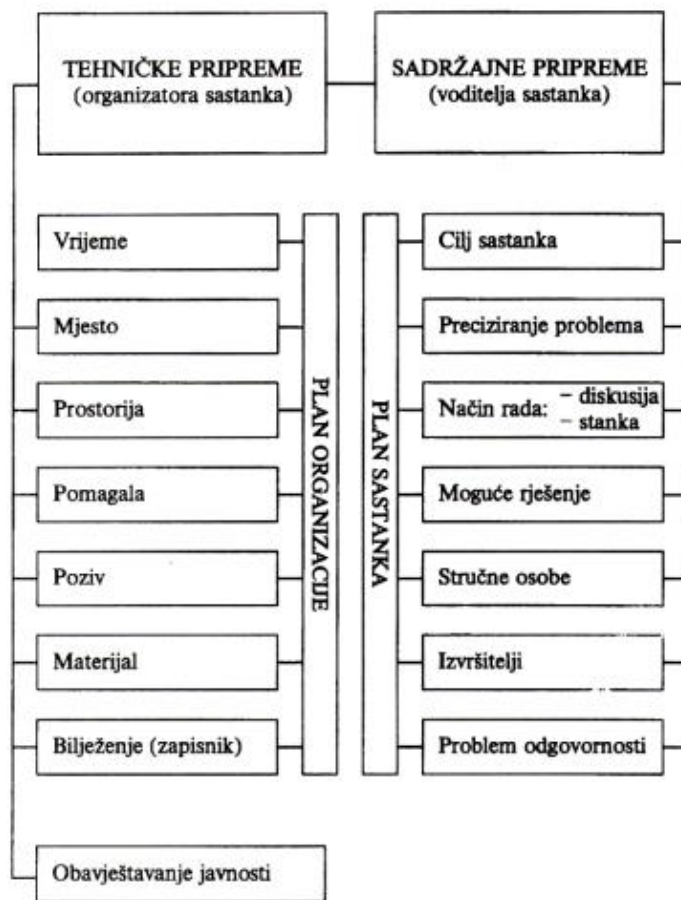 TEHNIČKE PRIPREME
(organizatora sastanka)
SADRŽAJNE PRIPREME
(voditelja sastanka)
Vrijeme
Mjesto
Prostorija
Pomagala
Poziv
Materijal
Bilježenje (zapisnik)
PLAN ORGANIZACIJE
PLAN SASTANKA
Cilj sastanka
Preciziranje problema
Način rada: – diskusija
– stanka
Moguće rješenje
Stručne osobe
Izvršitelji
Problem odgovornosti
Obavještavanje javnosti